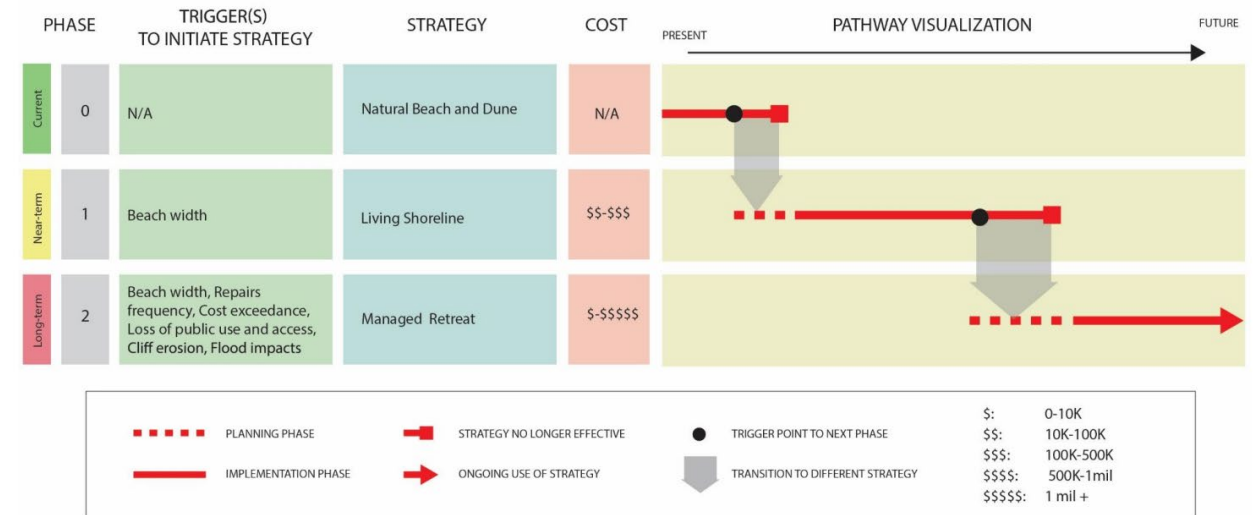 PHASE
TRIGGER(S)
TO INITIATE STRATEGY
STRATEGY
COST
PATHWAY VISUALIZATION
PRESENT
FUTURE
Current
0
N/A
Natural Beach and Dune
N/A
Near-term
1
Beach width
Living Shoreline
$$-$$$
Long-term
2
Beach width, Repairs
frequency, Cost exceedance,
Loss of public use and access,
Cliff erosion, Flood impacts
Managed Retreat
$-$$$$$
PLANNING PHASE
STRATEGY NO LONGER EFFECTIVE
TRIGGER POINT TO NEXT PHASE
IMPLEMENTATION PHASE
ONGOING USE OF STRATEGY
TRANSITION TO DIFFERENT STRATEGY
$: 0-10K
$$: 10K-100K
$$$: 100K-500K
$$$$: 500K-1mil
$$$$$: 1 mil +